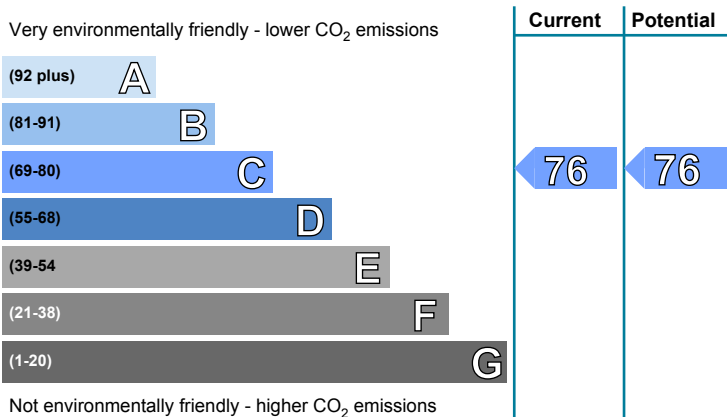 Very environmentally friendly - lower CO2 emissions
Current
Potential
(92 plus) A
(81-91) B
(69-80) C
76
76
(55-68) D
(39-54 E
(21-38) F
(1-20) G
Not environmentally friendly - higher CO2 emissions